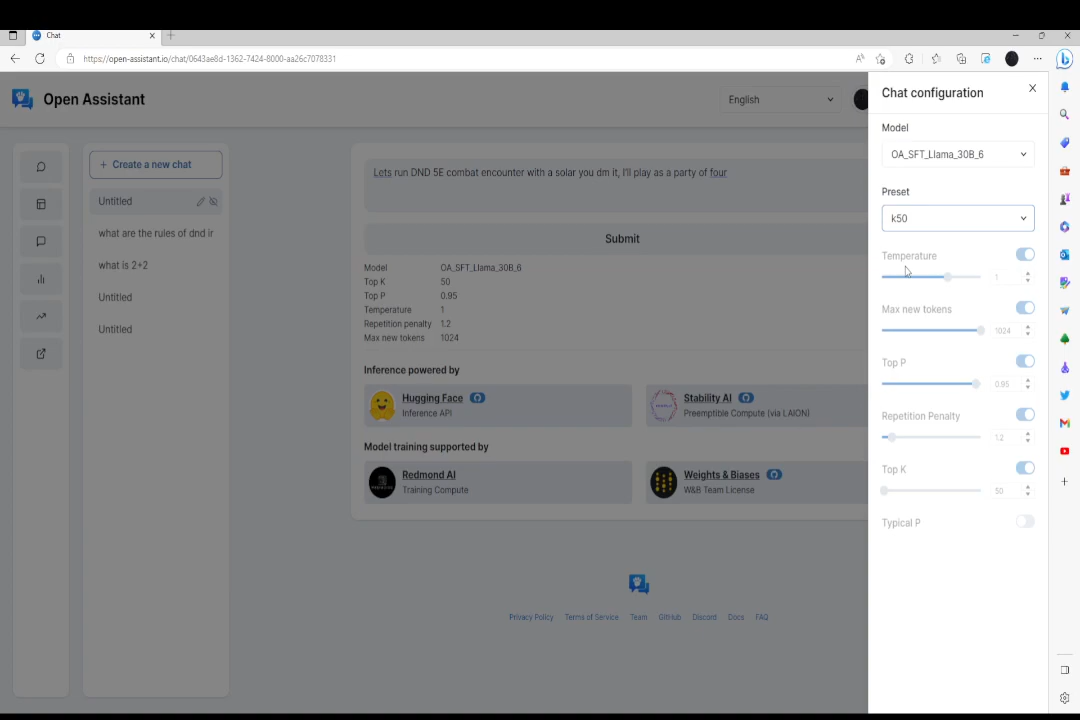 Chat
https://open-assistant.io/chat/0643ae8d-1362-7424-8000-aa26c7078331
Open Assistant
English
+ Create a new chat
Untitled
what are the rules of dnd ir
what is 2+2
Untitled
Untitled
Lets run DND 5E combat encounter with a solar you dm it, I'll play as a party of four
Submit
Model OA_SFT_Llama_30B_6
Top K 50
Top P 0.95
Temperature 1
Repetition penalty 1.2
Max new tokens 1024
Inference powered by
Hugging Face
Inference API
Stability AI
Preemptible Compute (via LAION)
Model training supported by
Redmond AI
Training Compute
Weights & Biases
W&B Team License
Privacy Policy Terms of Service Team GitHub Discord Docs FAQ
Chat configuration
Model
OA_SFT_Llama_30B_6
Preset
k50
Temperature
1
Max new tokens
1024
Top P
0.95
Repetition Penalty
1.2
Top K
50
Typical P